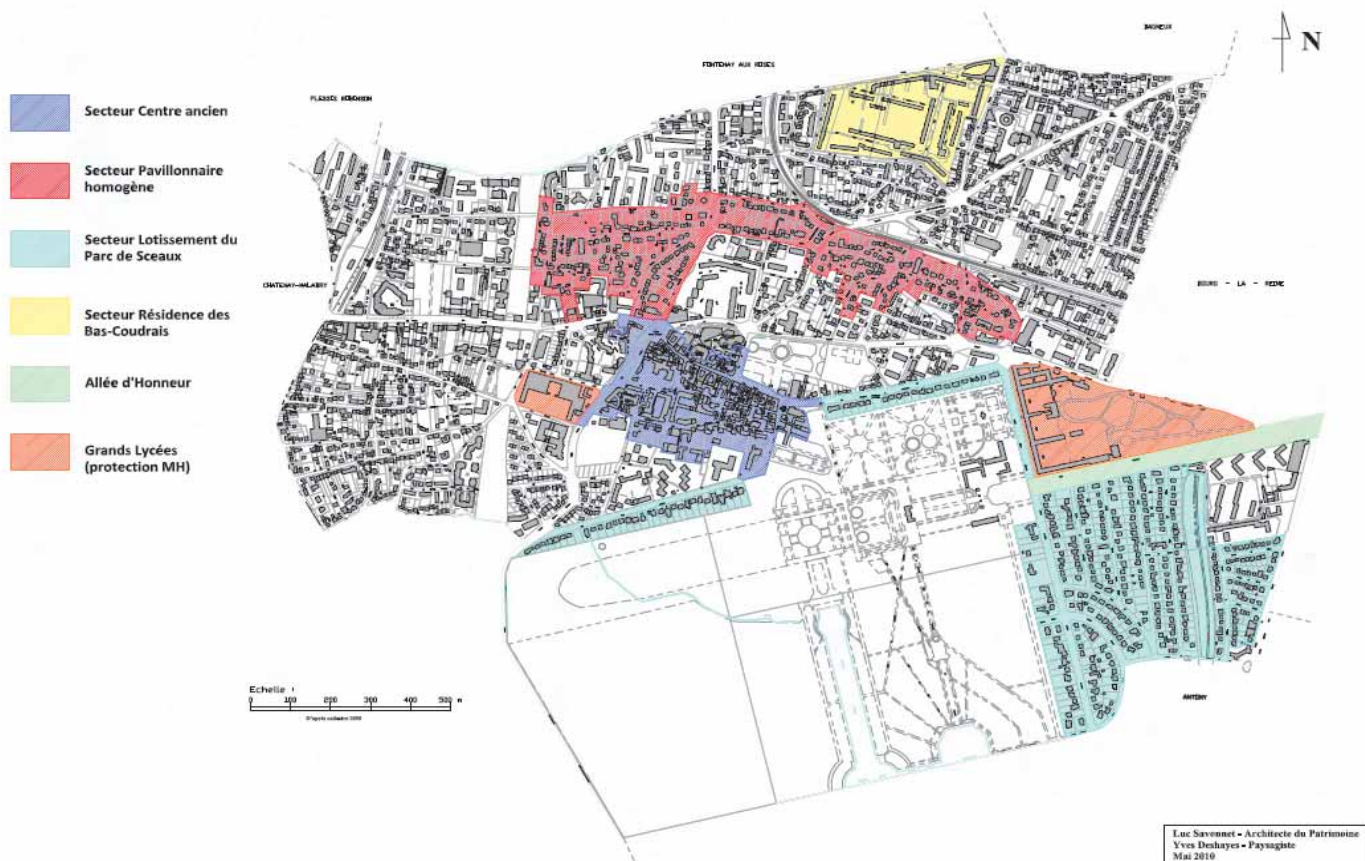 BAGNEUX
N
FONTENAY AUX ROSES
PLESSIS ROBINSON
Secteur Centre ancien
Secteur Pavillonnaire
homogène
Secteur Lotissement du
Parc de Sceaux
CHATENAY-MALABRY
BOURG - LA - REINE
Secteur Résidence des
Bas-Coudrais
Allée d'Honneur
Grands Lycées
(protection MH)
Echelle
0 100 200 300 400 500 m
D'après cadastre
ANTONY
Luc Savonnet - Architecte du Patrimoine
Yves Deshayes - Paysagiste
Mai 2010